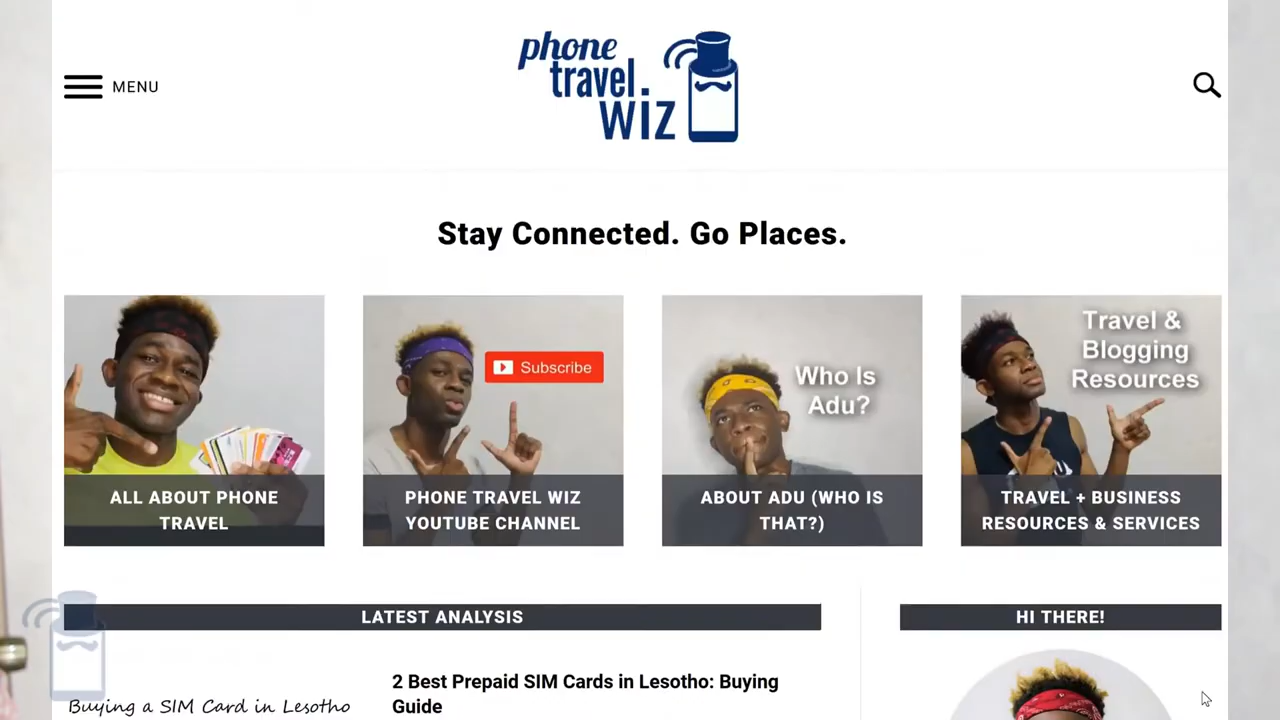 MENU
phone
travel
wiz
Stay Connected. Go Places.
ALL ABOUT PHONE
TRAVEL
Subscribe
PHONE TRAVEL WIZ
YOUTUBE CHANNEL
Who Is
Adu?
ABOUT ADU (WHO IS
THAT?)
Travel &
Blogging
Resources
TRAVEL + BUSINESS
RESOURCES & SERVICES
LATEST ANALYSIS
HI THERE!
2 Best Prepaid SIM Cards in Lesotho: Buying
Guide
Buying a SIM Card in Lesotho